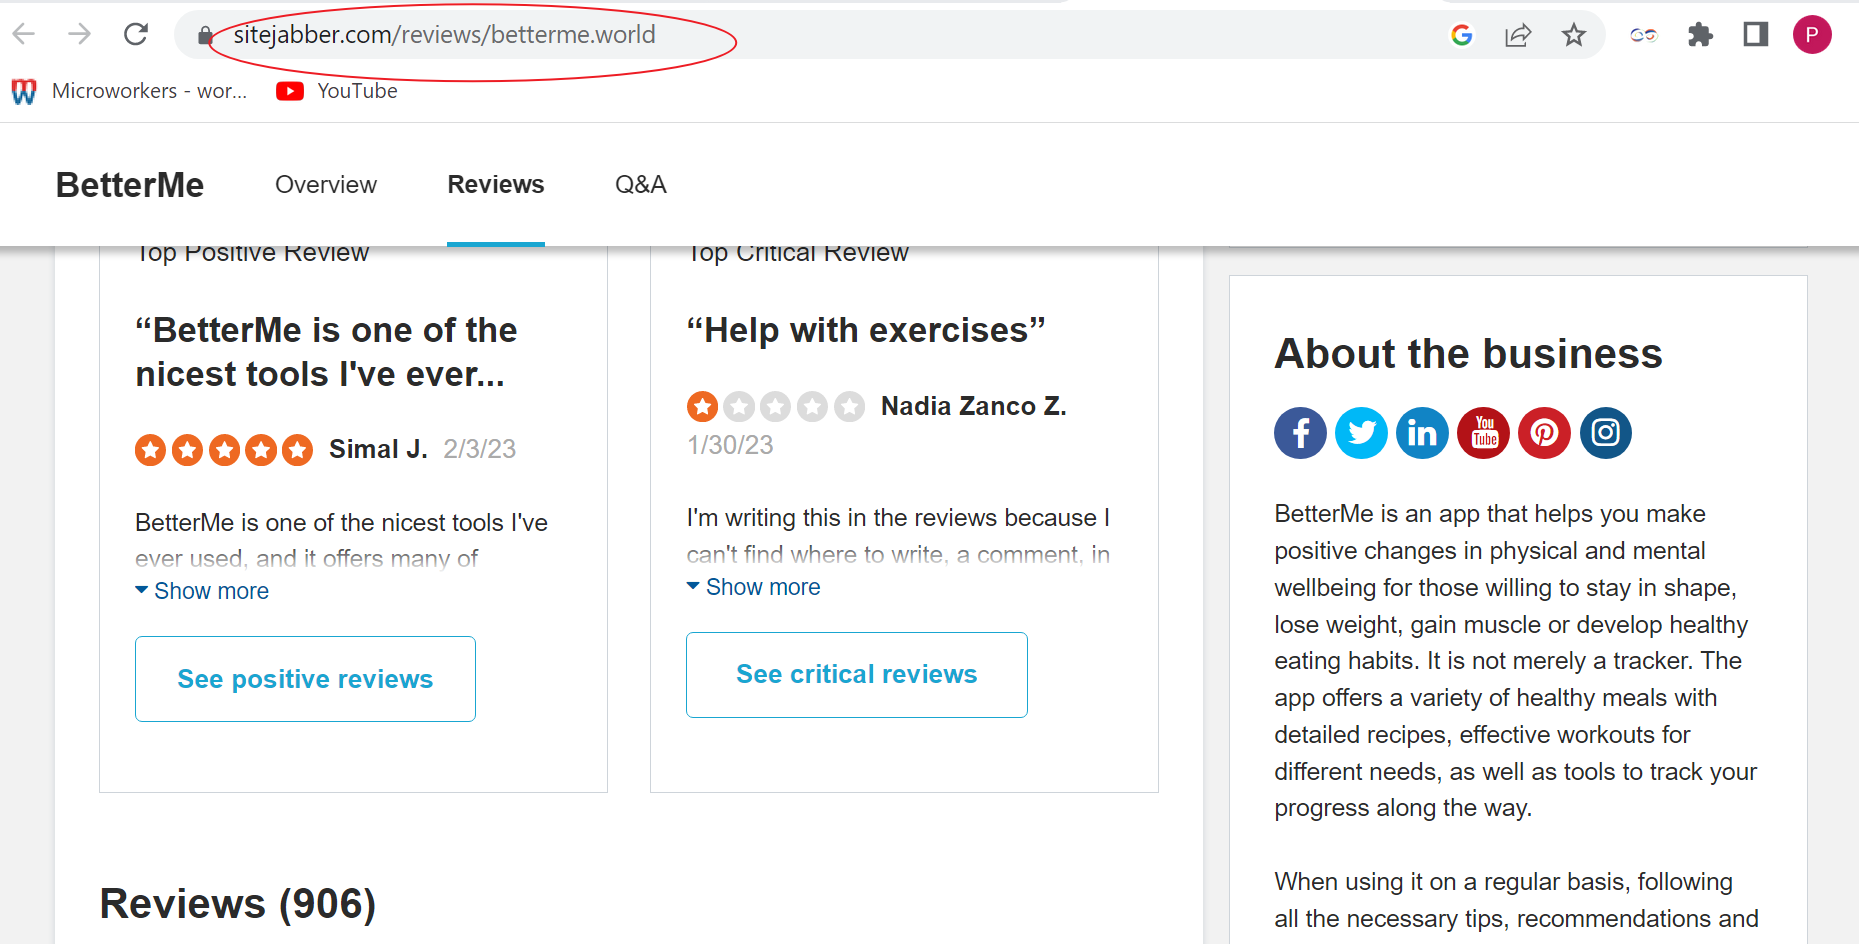 sitejabber.com/reviews/betterme.world
P
Microworkers - wor...
YouTube
BetterMe
Overview
Reviews
Q&A
Top Positive Review
“BetterMe is one of the
nicest tools I've ever...
Simal J. 2/3/23
BetterMe is one of the nicest tools I've
ever used, and it offers many of
Show more
See positive reviews
Top Critical Review
“Help with exercises”
Nadia Zanco Z.
1/30/23
I'm writing this in the reviews because I
can't find where to write, a comment, in
Show more
See critical reviews
Reviews (906)
About the business
You
Tube
BetterMe is an app that helps you make
positive changes in physical and mental
wellbeing for those willing to stay in shape,
lose weight, gain muscle or develop healthy
eating habits. It is not merely a tracker. The
app offers a variety of healthy meals with
detailed recipes, effective workouts for
different needs, as well as tools to track your
progress along the way.
When using it on a regular basis, following
all the necessary tips, recommendations and